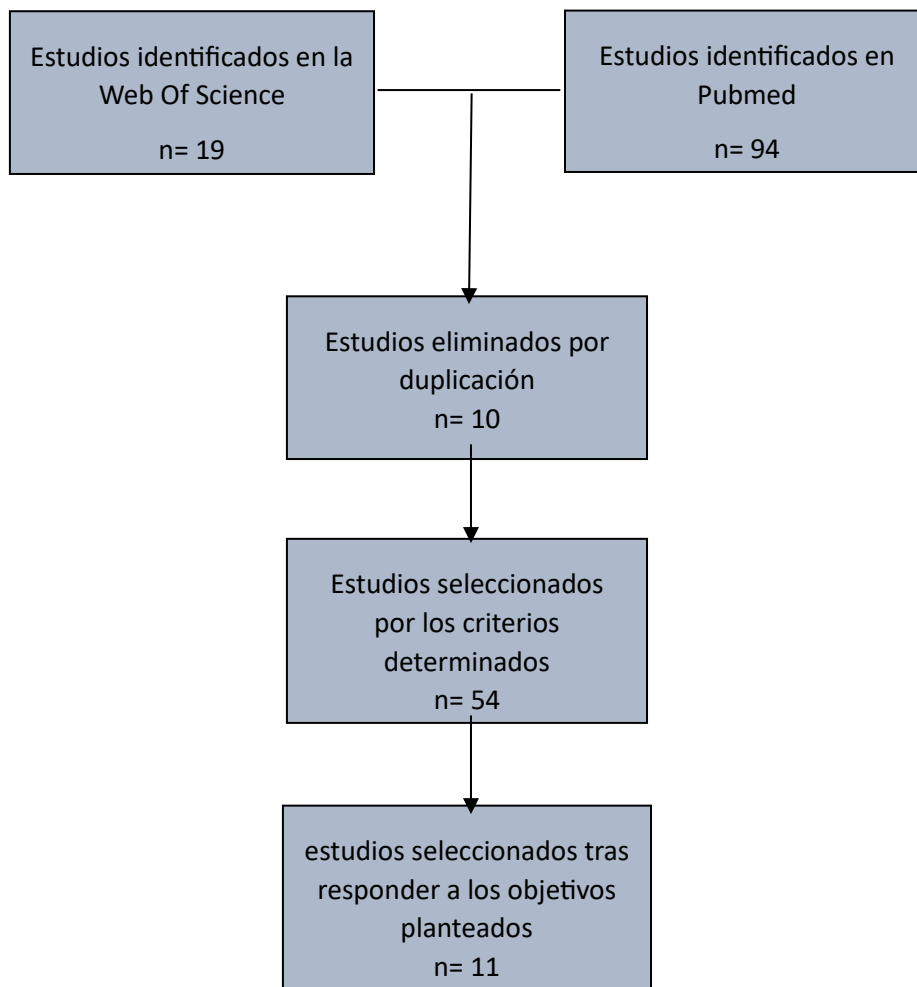 Estudios identificados en la
Web Of Science
n= 19
Estudios identificados en
Pubmed
n= 94
Estudios eliminados por
duplicación
n= 10
Estudios seleccionados
por los criterios
determinados
n= 54
estudios seleccionados tras
responder a los objetivos
planteados
n= 11